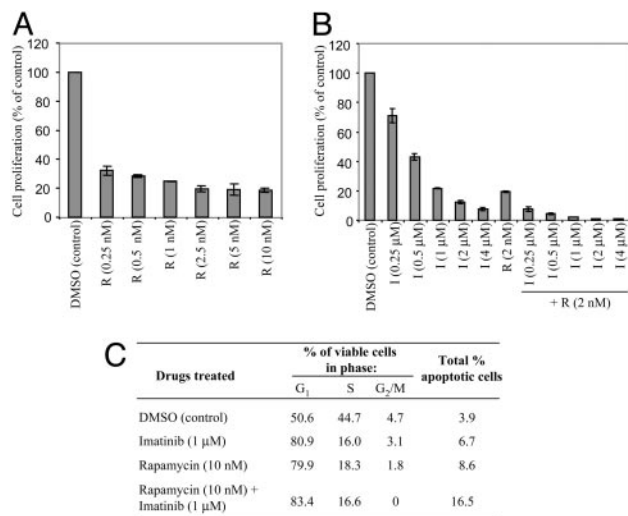 A
Cell proliferation (% of control)
120
100
80
60
40
20
0
DMSO (control)
R (0.25 nM)
R (0.5 nM)
R (1 nM)
R (2.5 nM)
R (5 nM)
R (10 nM)
B
Cell proliferation (% of control)
120
100
80
60
40
20
0
DMSO (control)
I (0.25 μM)
I (0.5 μM)
I (1 μM)
I (2 μM)
I (4 μM)
R (2 nM)
I (0.25 μM)
I (0.5 μM)
I (1 μM)
I (2 μM)
I (4 μM)
+ R (2 nM)
C
Drugs treated
% of viable cells
in phase:
Total %
apoptotic cells
G₁ S G₂/M
DMSO (control) 50.6 44.7 4.7 3.9
Imatinib (1 μM) 80.9 16.0 3.1 6.7
Rapamycin (10 nM) 79.9 18.3 1.8 8.6
Rapamycin (10 nM) +
Imatinib (1 μM) 83.4 16.6 0 16.5